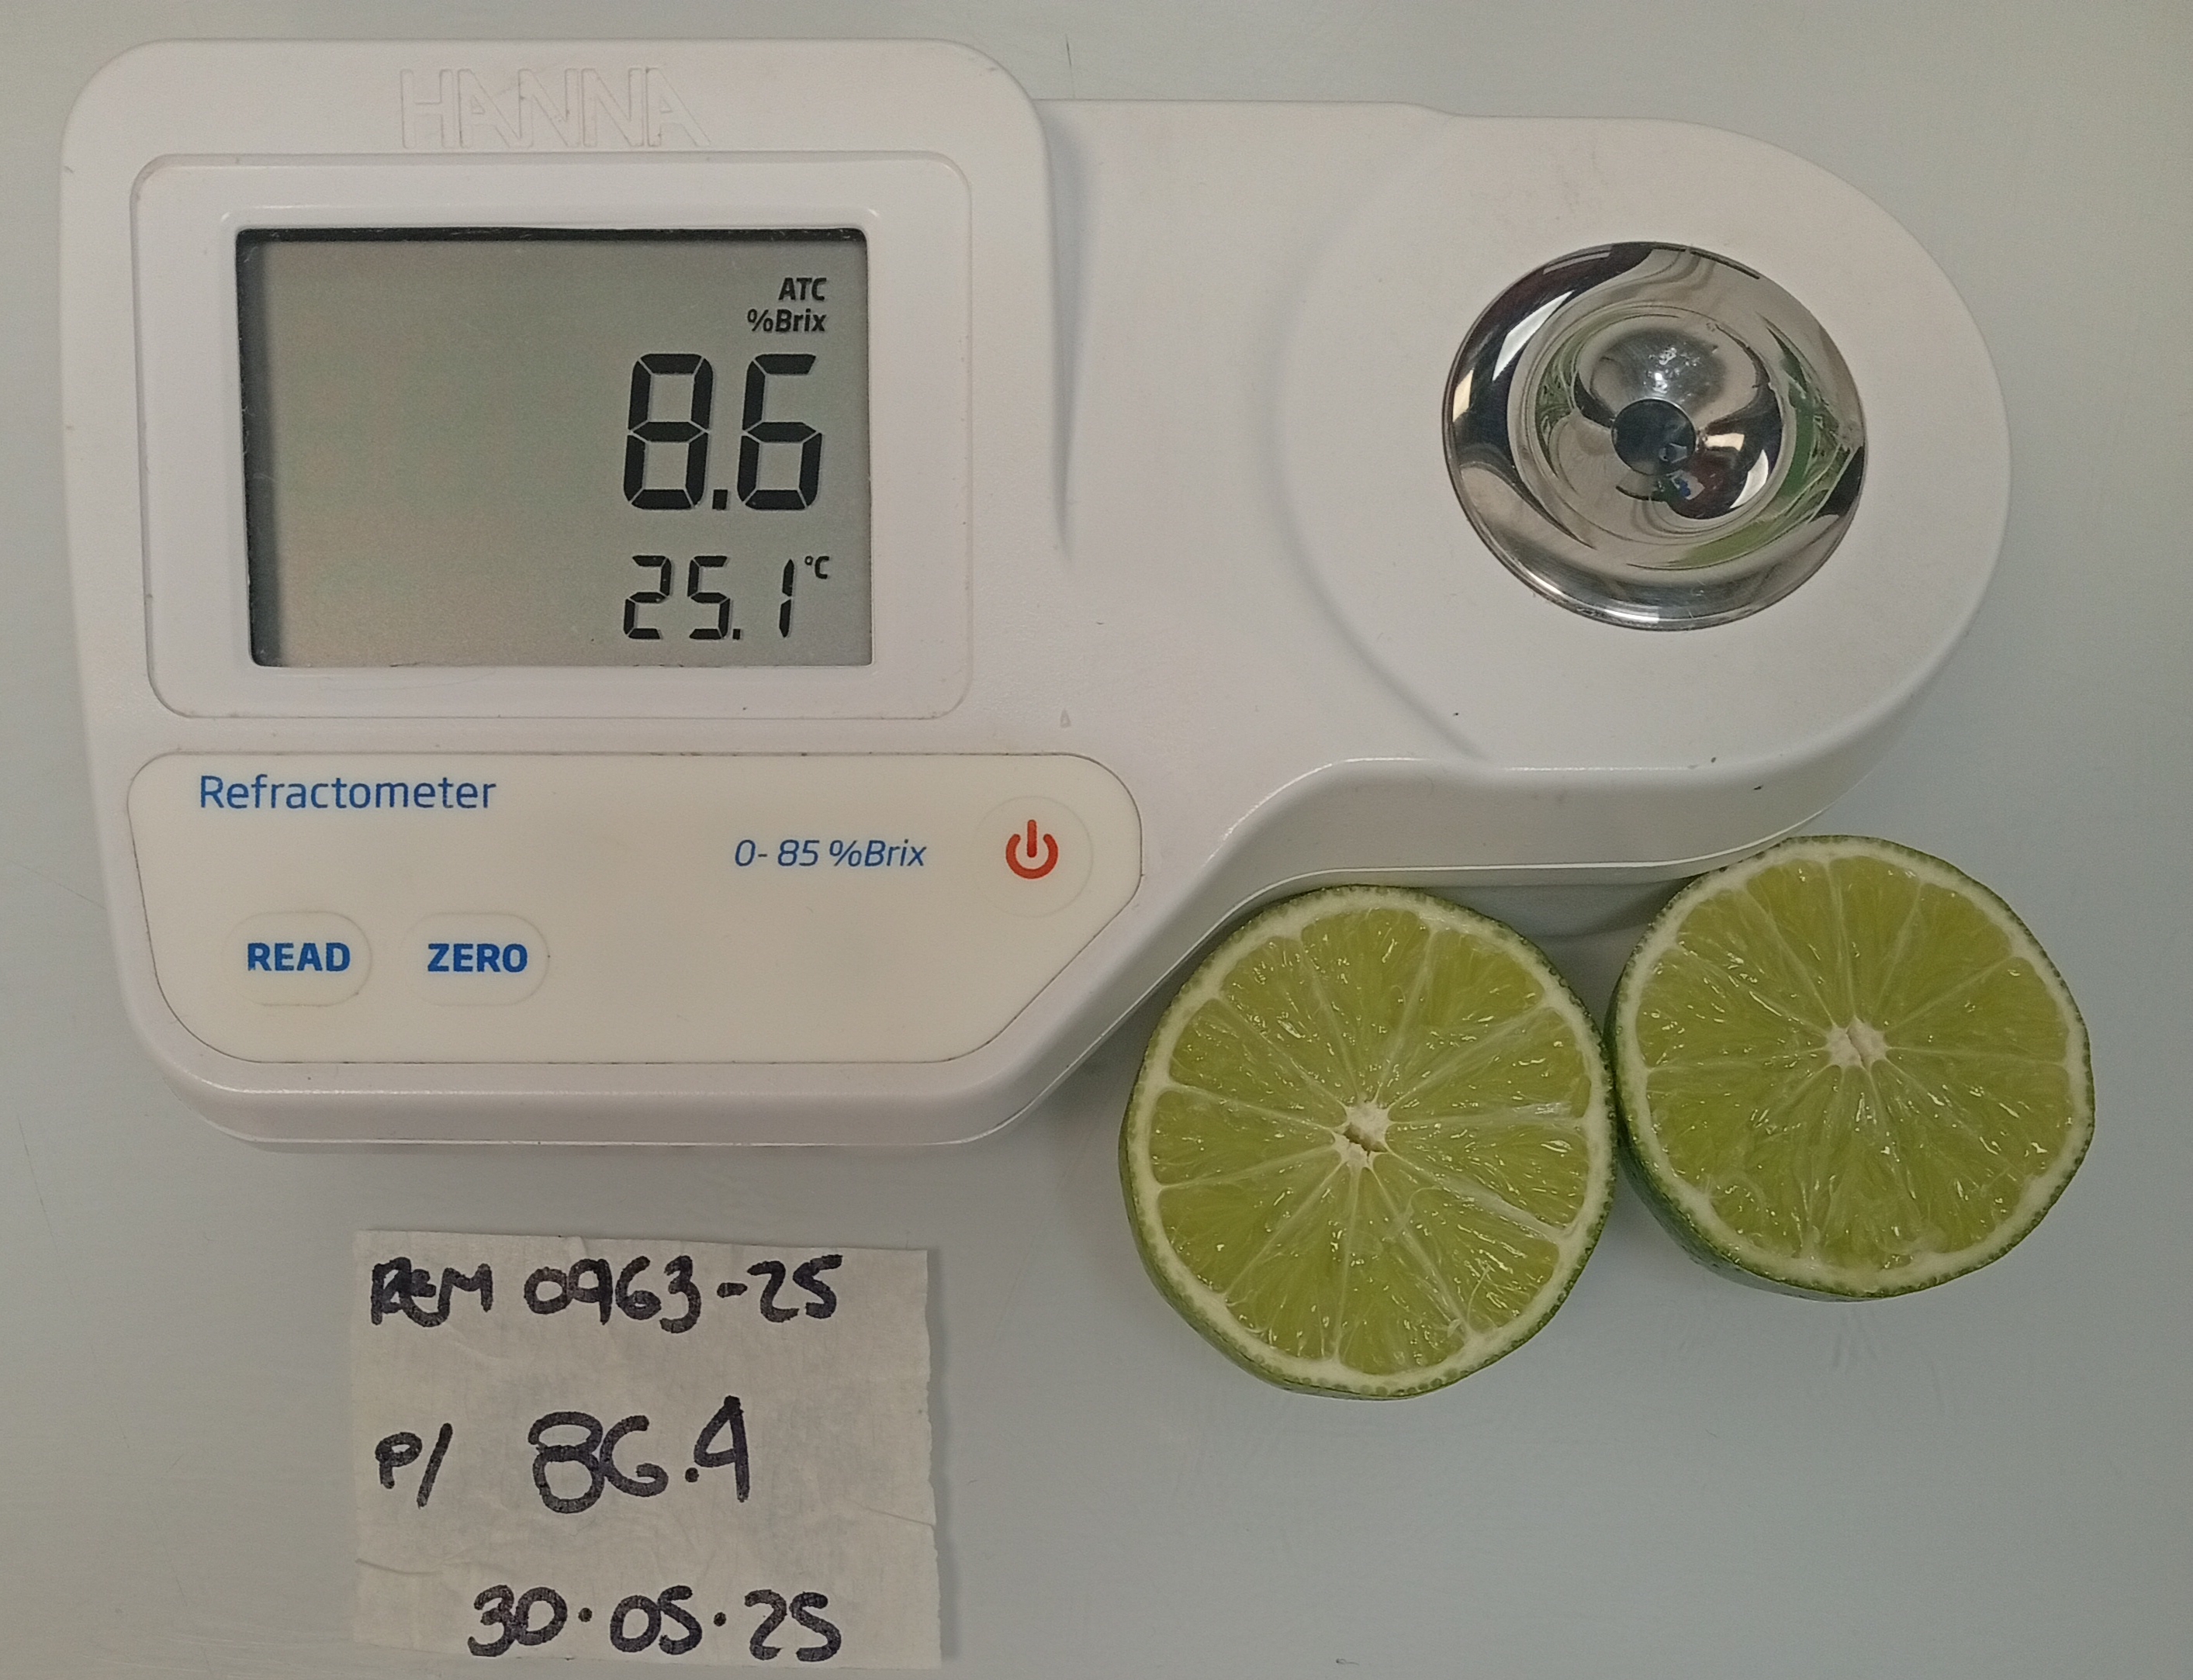 HANNA
ATC
%Brix
8.6
25.1 °C
Refractometer
0-85 %Brix
READ ZERO
REM 0963-25
P/ 86.4
30.05.25